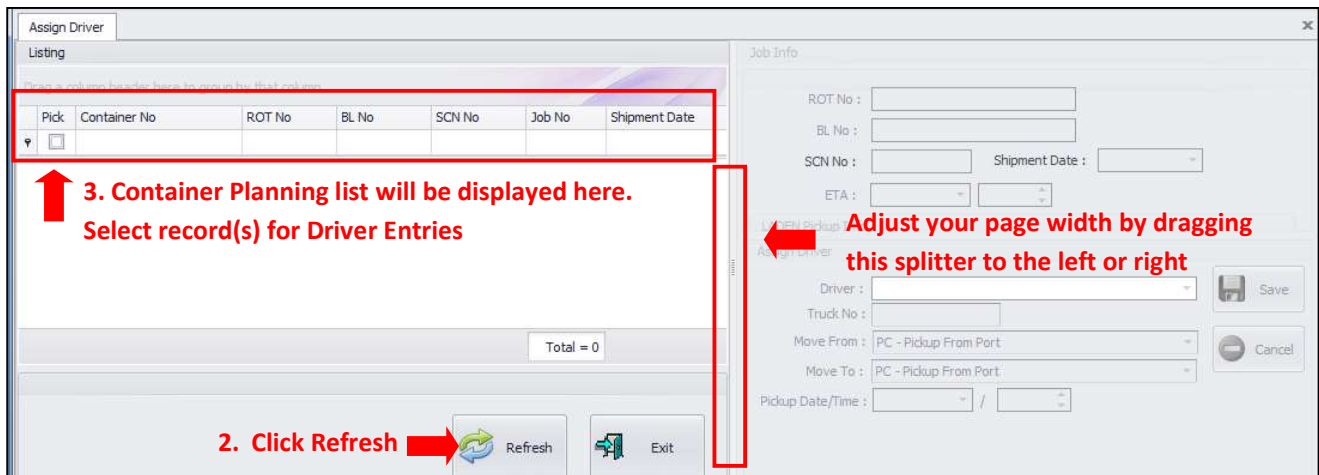 Assign Driver
Listing
Drag a column header here to group by that column
Pick Container No ROT No BL No SCN No Job No Shipment Date
3. Container Planning list will be displayed here.
Select record(s) for Driver Entries
Total = 0
2. Click Refresh
Refresh
Exit
Job Info
ROT No :
BL No :
SCN No :
Shipment Date :
ETA :
LADEN Pickup
Adjust your page width by dragging
this splitter to the left or right
Assign Driver
Driver :
Truck No :
Move From : PC - Pickup From Port
Move To : PC - Pickup From Port
Pickup Date/Time : /
Save
Cancel